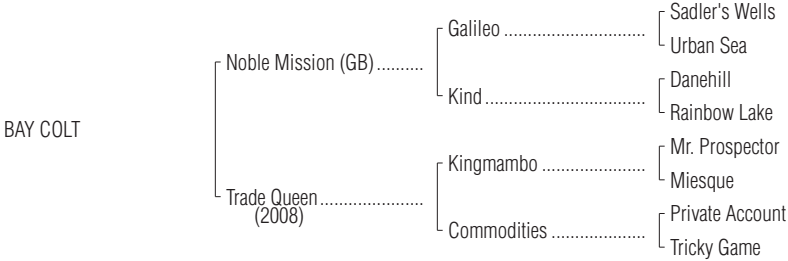 Sadler's Wells
Galileo ..............................
Urban Sea
Noble Mission (GB)..........
Danehill
Kind..................................
Rainbow Lake
BAY COLT
Mr. Prospector
Kingmambo ......................
Miesque
Trade Queen......................
(2008)
Private Account
Commodities ....................
Tricky Game